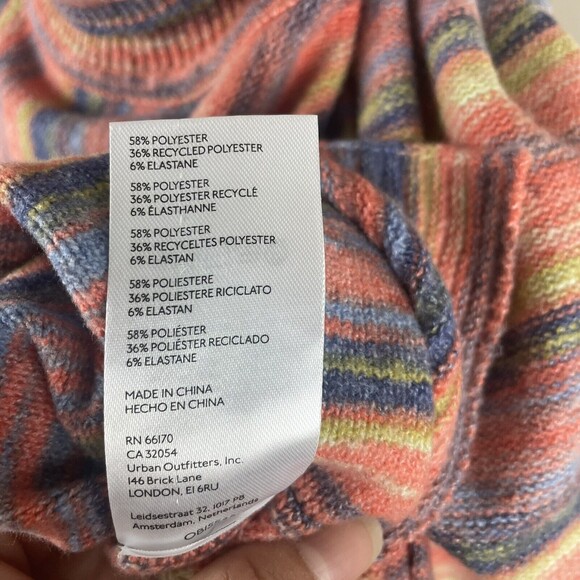 58% POLYESTER
36% RECYCLED POLYESTER
6% ELASTANE
58% POLYESTER
36% POLYESTER RECYCLÉ
6% ÉLASTHANNE
58% POLYESTER
36% RECYCELTES POLYESTER
6% ELASTAN
58% POLIESTERE
36% POLIESTERE RICICLATO
6% ELASTAN
58% POLIÉSTER
36% POLIÉSTER RECICLADO
6% ELASTANE
MADE IN CHINA
HECHO EN CHINA
RN 66170
CA 32054
Urban Outfitters, Inc.
146 Brick Lane
LONDON, E1 6RU
Leidsestraat 32, 1017 PB
Amsterdam, Netherlands